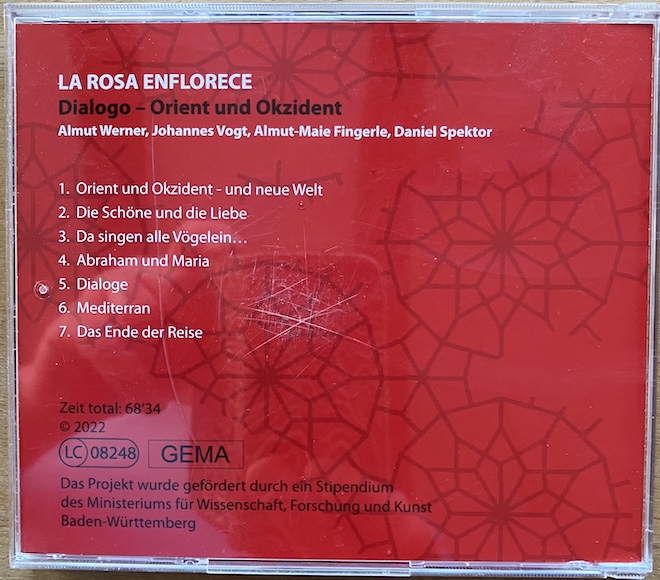 LA ROSA ENFLORECE
Dialogo – Orient und Okzident
Almut Werner, Johannes Vogt, Almut-Maie Fingerle, Daniel Spektor
1. Orient und Okzident - und neue Welt
2. Die Schöne und die Liebe
3. Da singen alle Vögelein...
4. Abraham und Maria
5. Dialoge
6. Mediterran
7. Das Ende der Reise
Zeit total: 68'34
© 2022
LC 08248 GEMA
Das Projekt wurde gefördert durch ein Stipendium
des Ministeriums für Wissenschaft, Forschung und Kunst
Baden-Württemberg